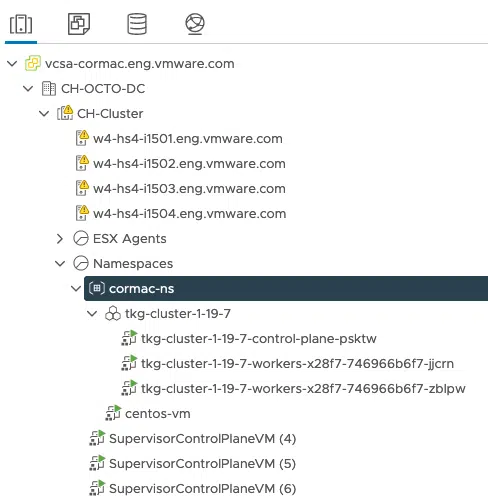 vcsa-cormac.eng.vmware.com
CH-OCTO-DC
CH-Cluster
w4-hs4-i1501.eng.vmware.com
w4-hs4-i1502.eng.vmware.com
w4-hs4-i1503.eng.vmware.com
w4-hs4-i1504.eng.vmware.com
ESX Agents
Namespaces
cormac-ns
tkg-cluster-1-19-7
tkg-cluster-1-19-7-control-plane-psktw
tkg-cluster-1-19-7-workers-x28f7-746966b6f7-jjcrn
tkg-cluster-1-19-7-workers-x28f7-746966b6f7-zblpw
centos-vm
SupervisorControlPlaneVM (4)
SupervisorControlPlaneVM (5)
SupervisorControlPlaneVM (6)